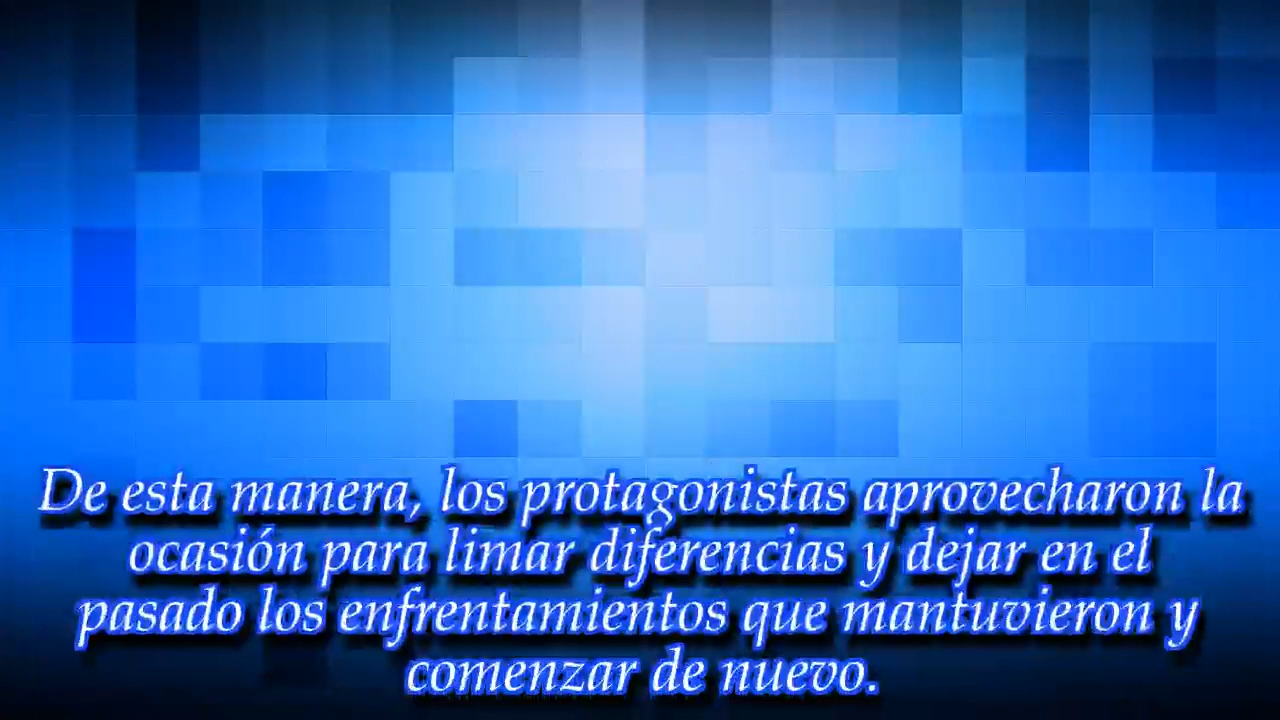 De esta manera, los protagonistas aprovecharon la
ocasión para limar diferencias y dejar en el
pasado los enfrentamientos que mantuvieron y
comenzar de nuevo.